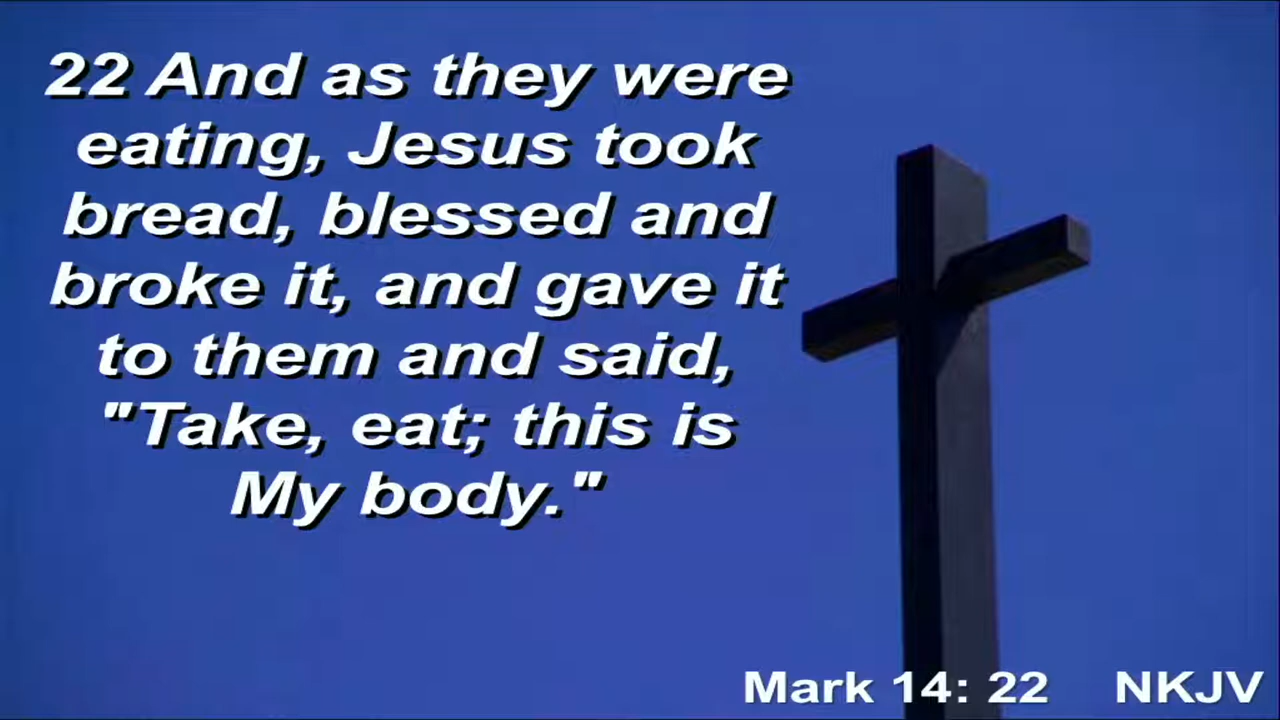 22 And as they were
eating, Jesus took
bread, blessed and
broke it, and gave it
to them and said,
"Take, eat; this is
My body."
Mark 14: 22 NKJV